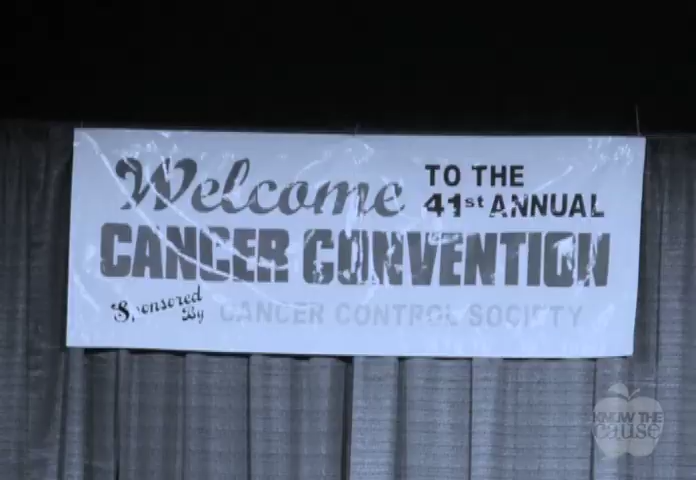 Welcome TO THE
41st ANNUAL
CANCER CONVENTION
Sponsored
By CANCER CONTROL SOCIETY
KNOW THE
cause